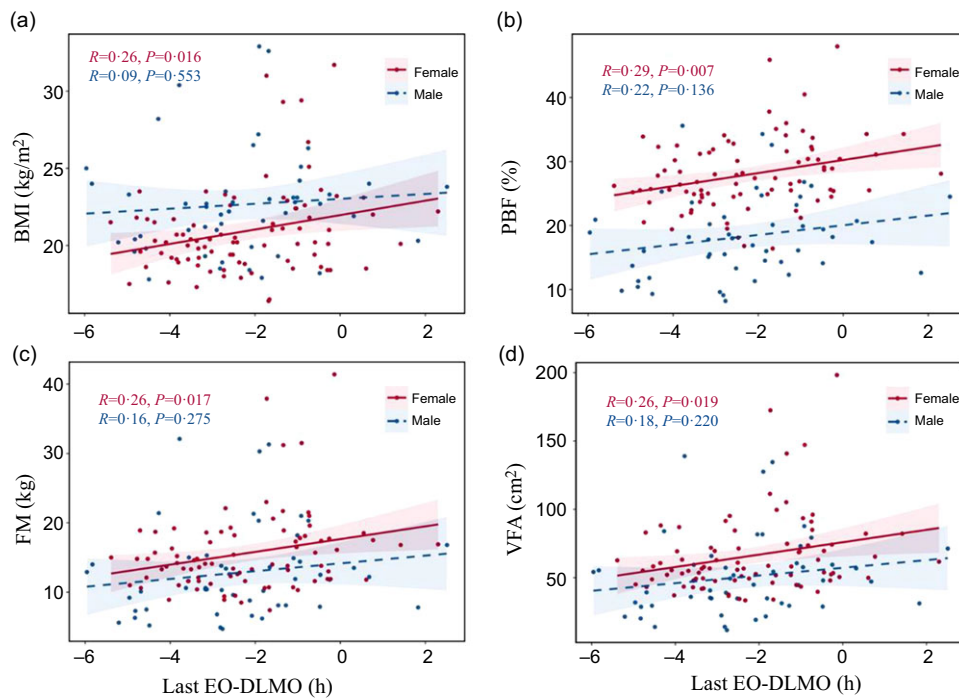 (a)
R=0·26, P=0·016
R=0·09, P=0·553
Female
Male
BMI (kg/m²)
30
25
20
–6
–4
–2
0
2
(b)
R=0·29, P=0·007
R=0·22, P=0·136
Female
Male
PBF (%)
40
30
20
10
–6
–4
–2
0
2
(c)
R=0·26, P=0·017
R=0·16, P=0·275
Female
Male
FM (kg)
40
30
20
10
–6
–4
–2
0
2
Last EO-DLMO (h)
(d)
R=0·26, P=0·019
R=0·18, P=0·220
Female
Male
VFA (cm²)
200
150
100
50
0
–6
–4
–2
0
2
Last EO-DLMO (h)